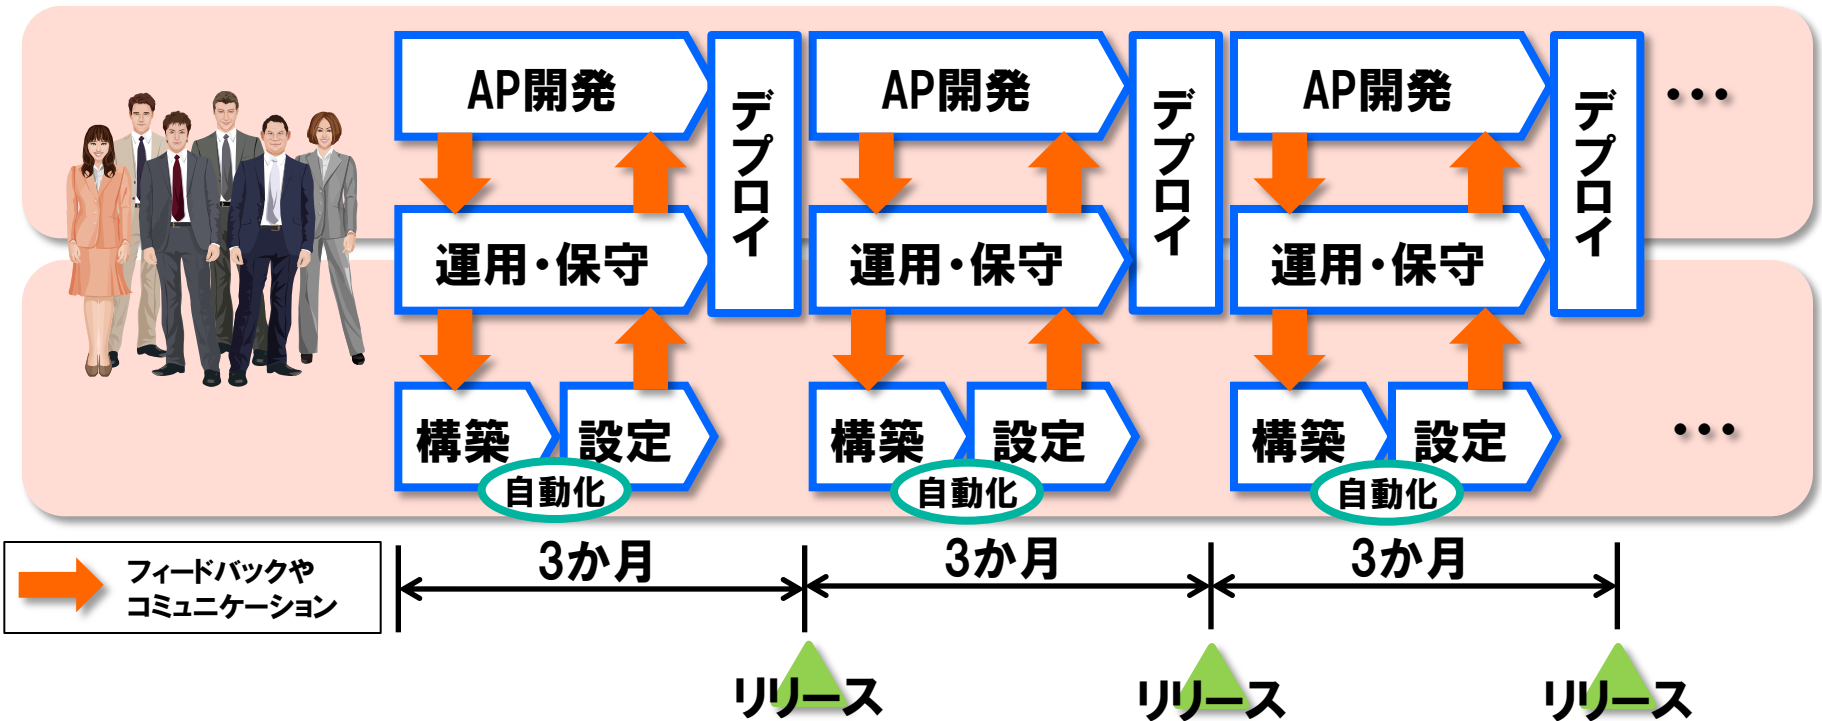 AP開発
AP開発
AP開発
デプロイ
デプロイ
デプロイ
・・・
運用・保守
運用・保守
運用・保守
構築
設定
構築
設定
構築
設定
・・・
自動化
自動化
自動化
3か月
3か月
3か月
フィードバックや
コミュニケーション
リリース
リリース
リリース